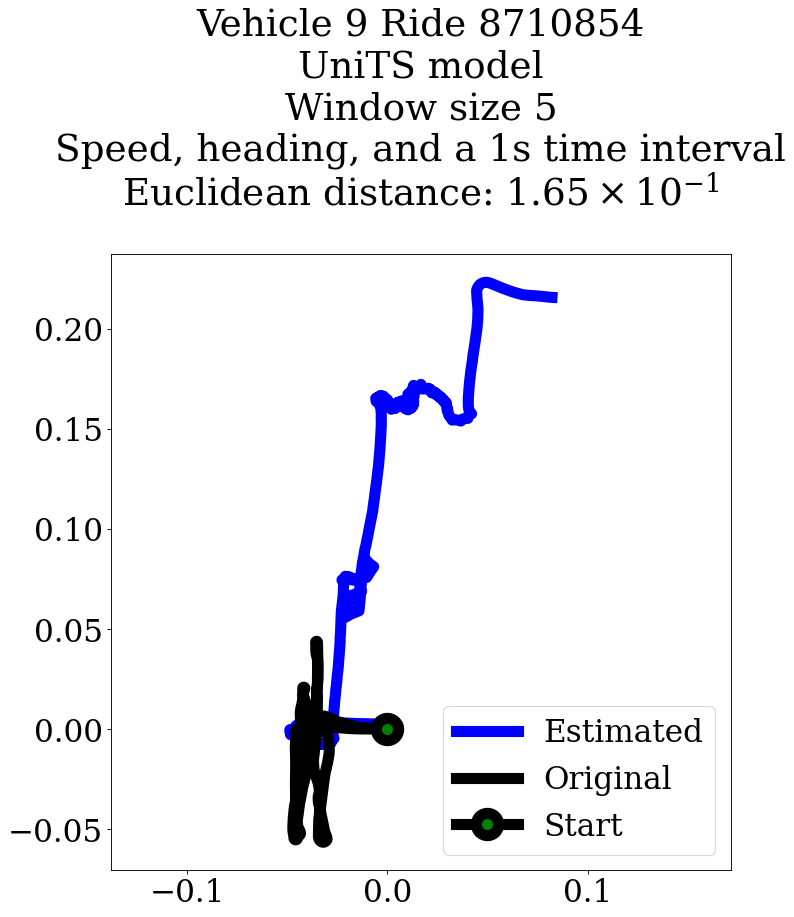 Vehicle 9 Ride 8710854
UniTS model
Window size 5
Speed, heading, and a 1s time interval
Euclidean distance: 1.65 × 10⁻¹
0.20
0.15
0.10
0.05
0.00
−0.05
−0.1
0.0
0.1
Estimated
Original
Start